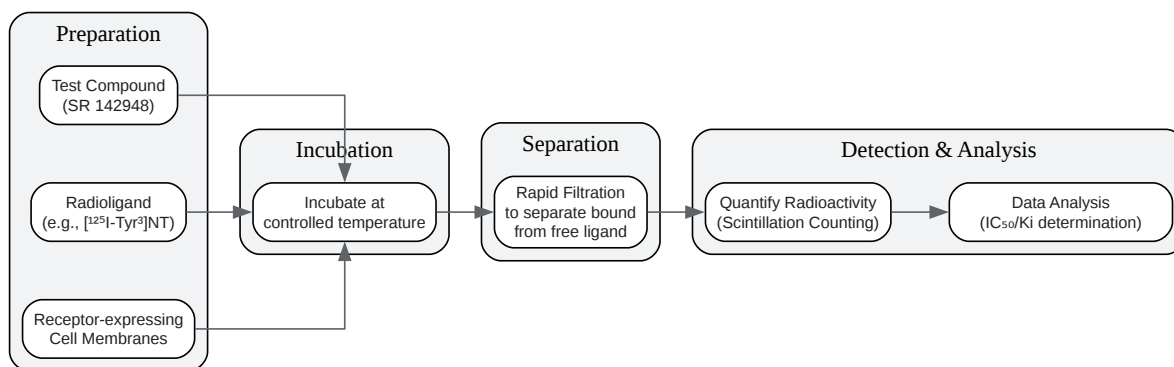 Preparation
Test Compound
(SR 142948)
Radioligand
(e.g., [¹²⁵I-Tyr³]NT)
Receptor-expressing
Cell Membranes
Incubation
Incubate at
controlled temperature
Separation
Rapid Filtration
to separate bound
from free ligand
Detection & Analysis
Quantify Radioactivity
(Scintillation Counting)
Data Analysis
(IC₅₀/Ki determination)